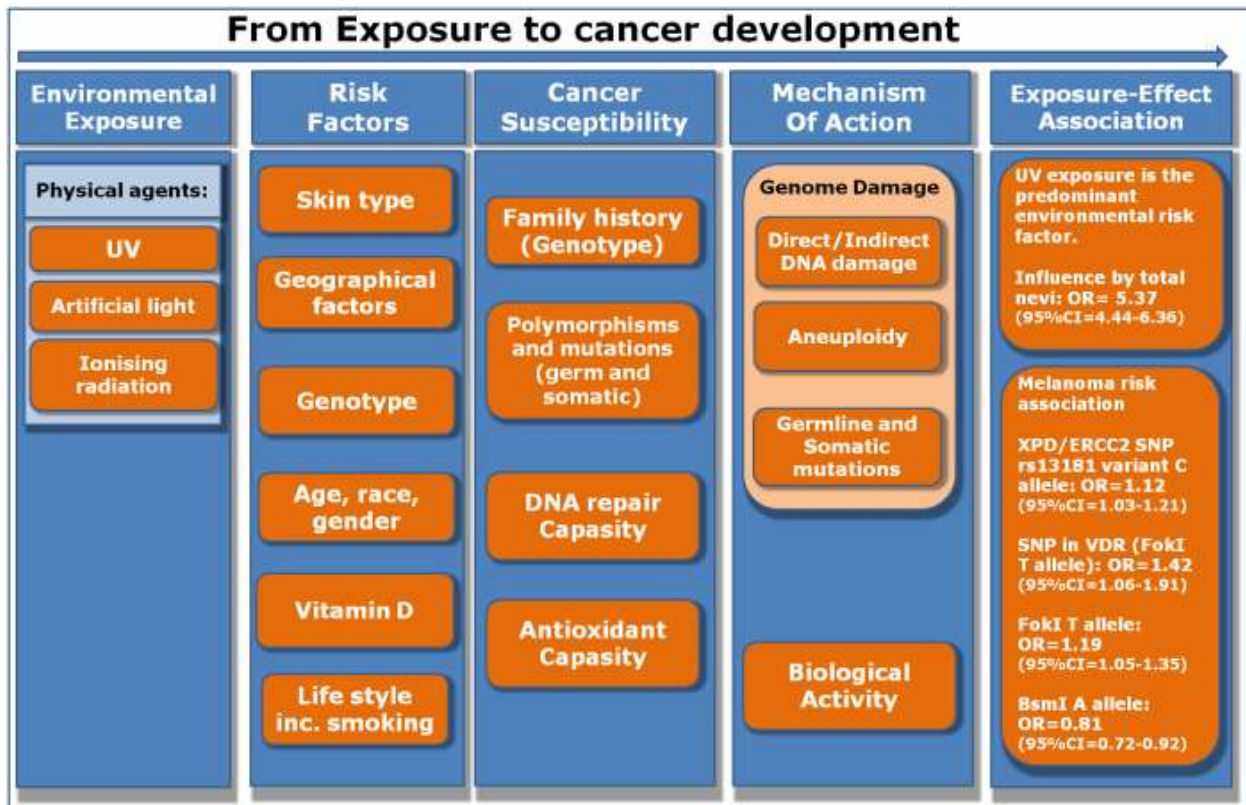 From Exposure to cancer development
Environmental
Exposure
Risk
Factors
Cancer
Susceptibility
Mechanism
Of Action
Exposure-Effect
Association
Physical agents:
UV
Artificial light
Ionising
radiation
Skin type
Geographical
factors
Genotype
Age, race,
gender
Vitamin D
Life style
inc. smoking
Family history
(Genotype)
Polymorphisms
and mutations
(germ and
somatic)
DNA repair
Capasity
Antioxidant
Capasity
Genome Damage
Direct/Indirect
DNA damage
Aneuploidy
Germline and
Somatic
mutations
Biological
Activity
UV exposure is the
predominant
environmental risk
factor.
Influence by total
nevi: OR= 5.37
(95%CI=4.44-6.36)
Melanoma risk
association
XPD/ERCC2 SNP
rs13181 variant C
allele: OR=1.12
(95%CI=1.03-1.21)
SNP in VDR (FokI
T allele): OR=1.42
(95%CI=1.06-1.91)
FokI T allele:
OR=1.19
(95%CI=1.05-1.35)
BsmI A allele:
OR=0.81
(95%CI=0.72-0.92)